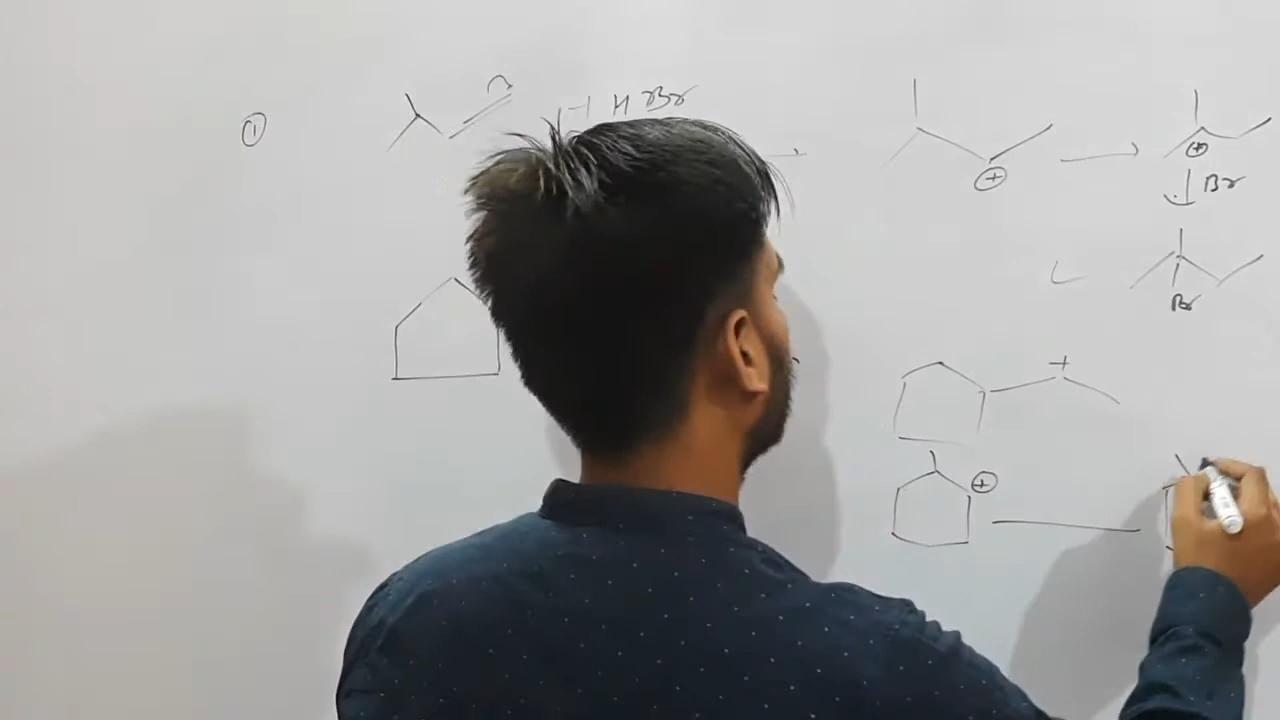 ① H Br
⊕ ⊕
Br
Br
+
⊕